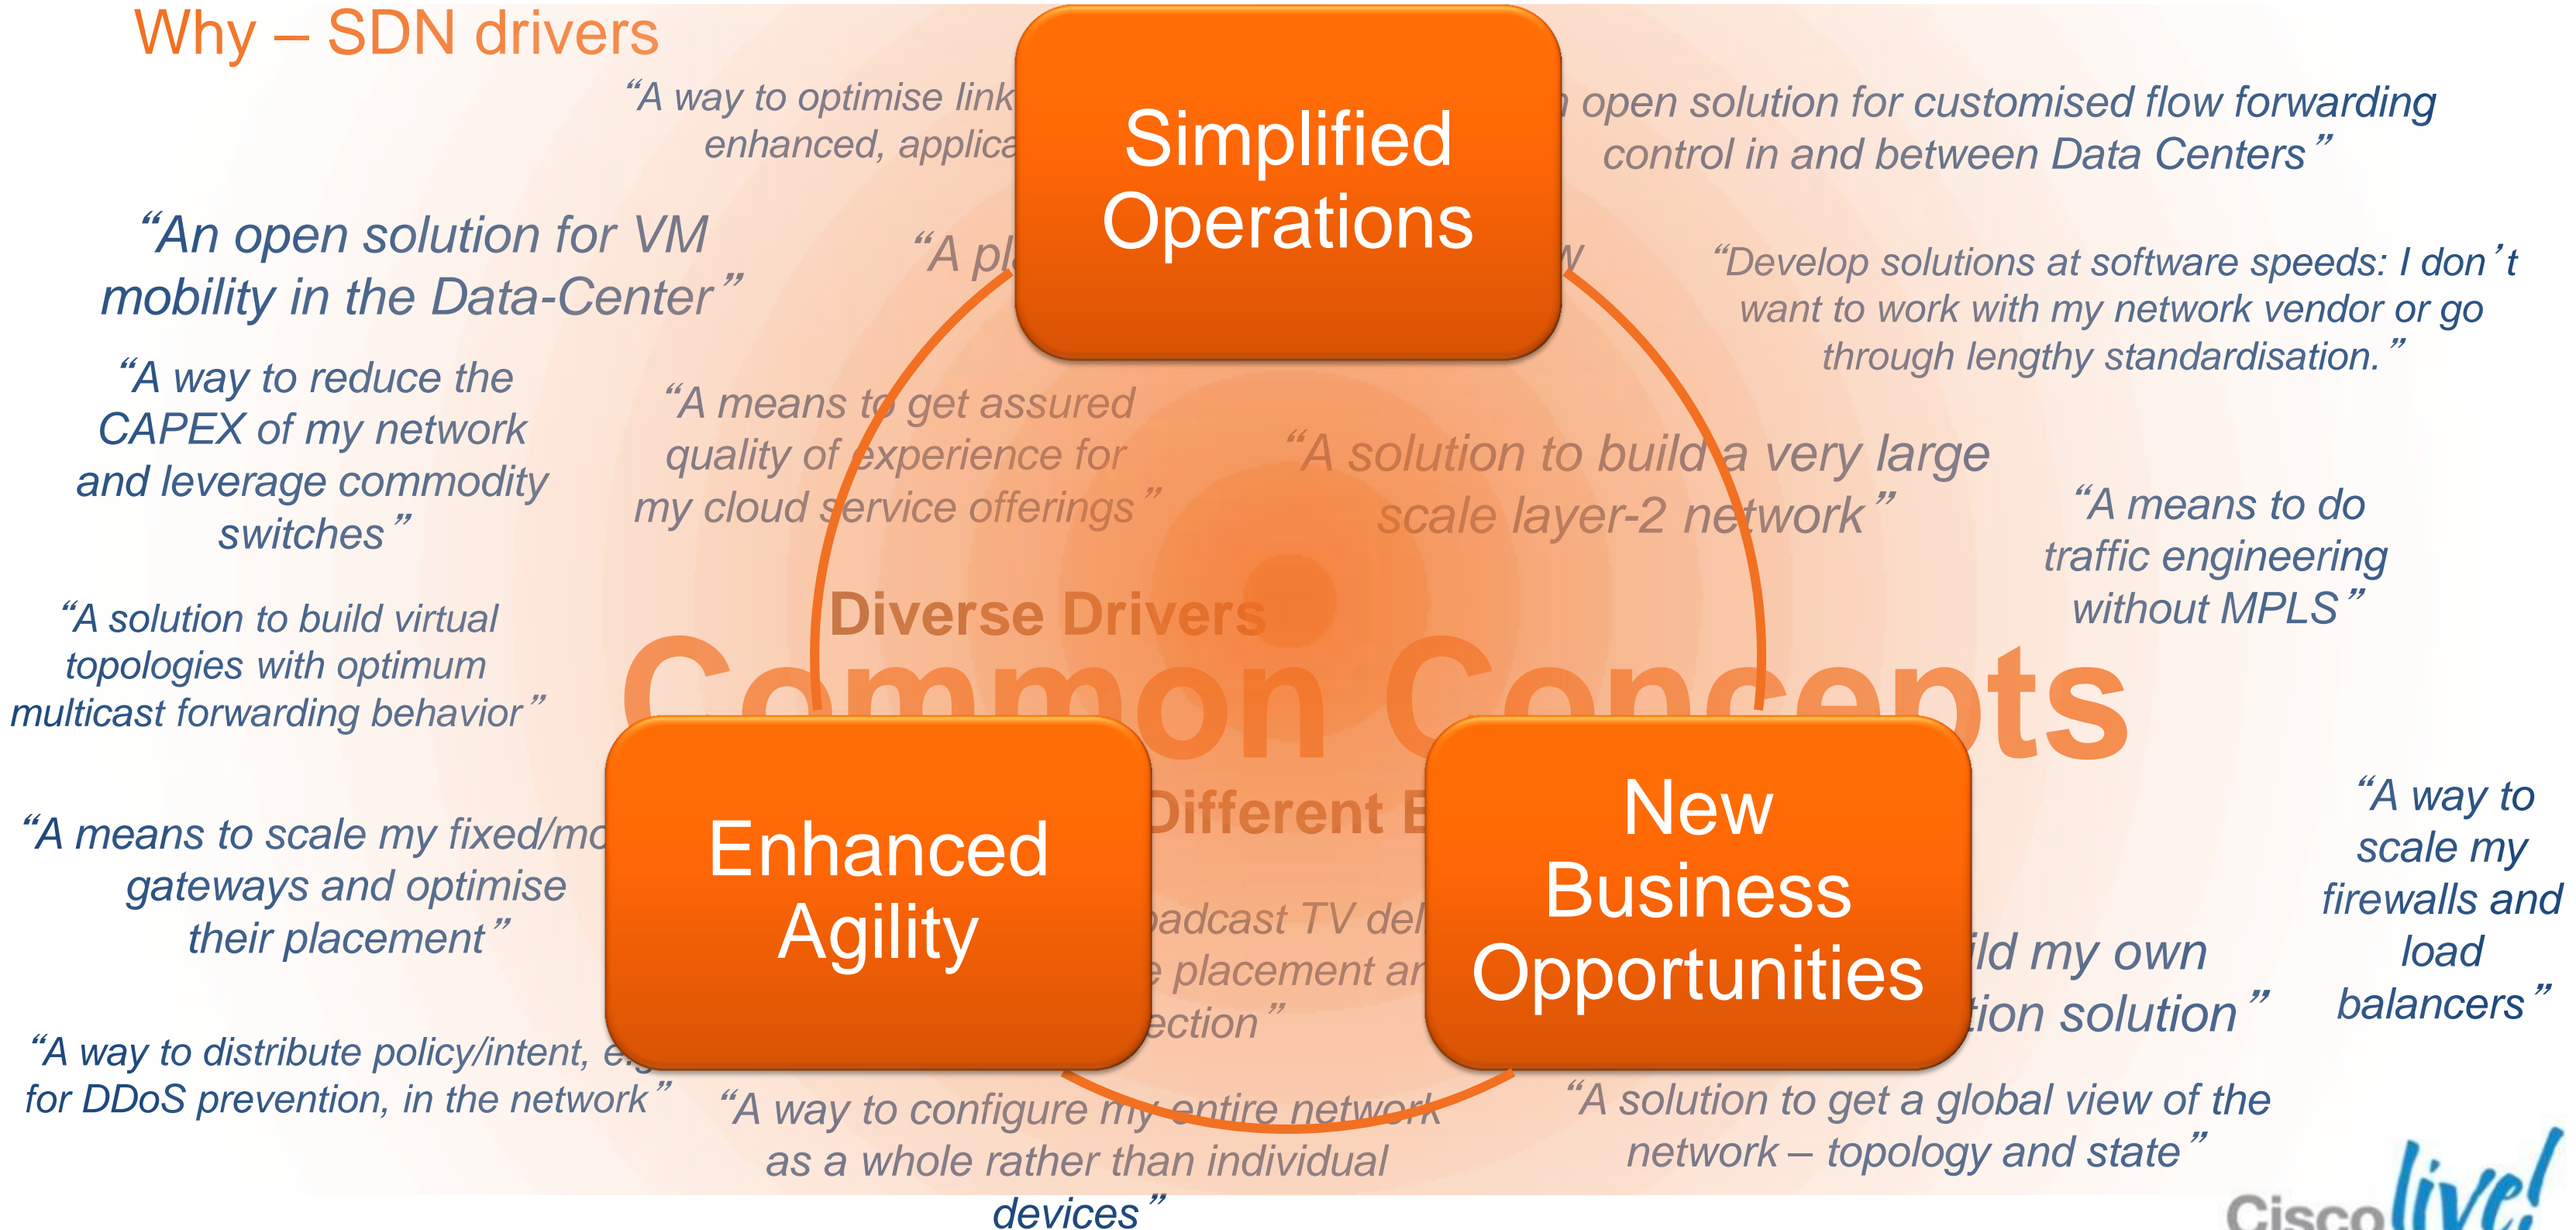 Why – SDN drivers
“A way to optimise link
enhanced,
open solution for customised flow forwarding
control in and between Data Centers”
Simplified
Operations
“An open solution for VM
mobility in the Data-Center”
“A
“Develop solutions at software speeds: I don’t
want to work with my network vendor or go
through lengthy standardisation.”
“A way to reduce the
CAPEX of my network
and leverage commodity
switches”
“A means to get assured
quality of experience for
my cloud service offerings”
“A solution to build a very large
scale layer-2 network”
“A means to do
traffic engineering
without MPLS”
“A solution to build virtual
topologies with optimum
multicast forwarding behavior”
Diverse Drivers
Common Concepts
Different
“A means to scale my
gateways and optimise
their placement”
Enhanced
Agility
New
Business
Opportunities
“A way to
scale my
firewalls and
load
balancers”
TV
placement
my own
solution”
“A way to distribute policy/intent,
for DDoS prevention, in the network”
“A way to configure my entire network
as a whole rather than individual
devices”
“A solution to get a global view of the
network – topology and state”
Cisco live!